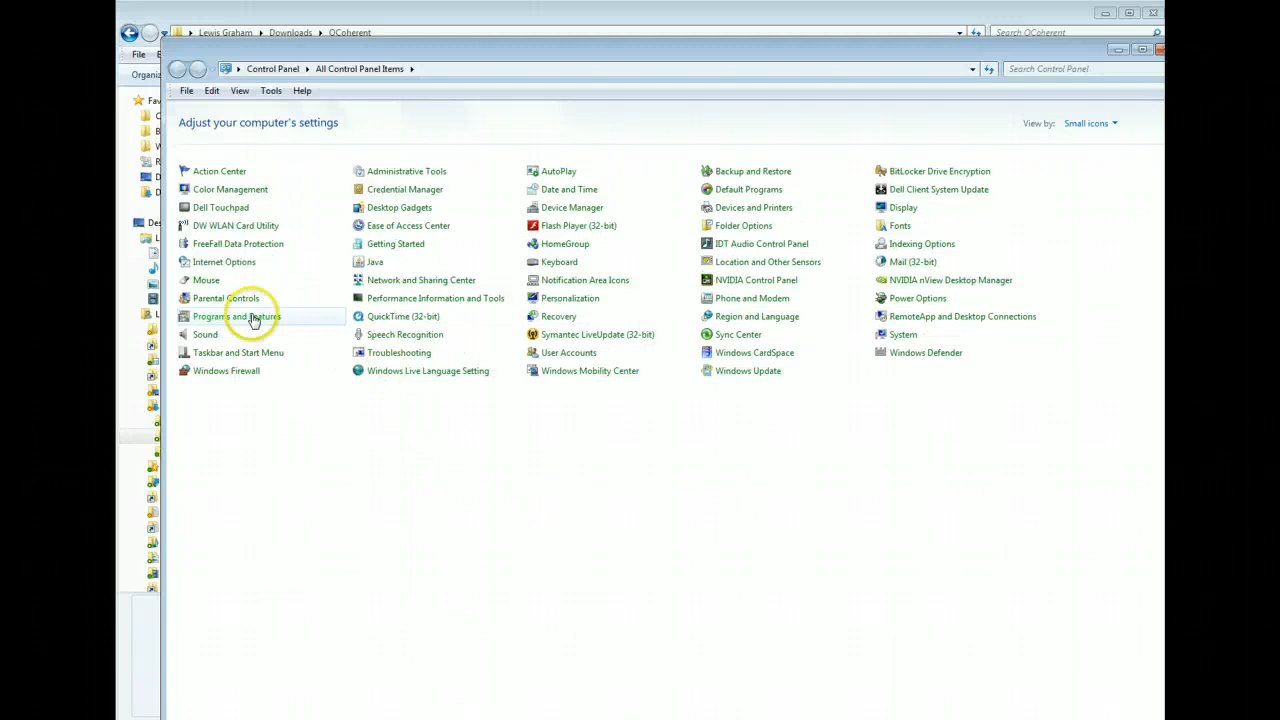 Lewis Graham ▸ Downloads ▸ QCoherent
Search QCoherent
File
Organiz
Fav
Control Panel ▸ All Control Panel Items ▸
Search Control Panel
File Edit View Tools Help
Adjust your computer's settings
View by: Small icons
Action Center Administrative Tools AutoPlay Backup and Restore BitLocker Drive Encryption
Color Management Credential Manager Date and Time Default Programs Dell Client System Update
Dell Touchpad Desktop Gadgets Device Manager Devices and Printers Display
DW WLAN Card Utility Ease of Access Center Flash Player (32-bit) Folder Options Fonts
FreeFall Data Protection Getting Started HomeGroup IDT Audio Control Panel Indexing Options
Internet Options Java Keyboard Location and Other Sensors Mail (32-bit)
Mouse Network and Sharing Center Notification Area Icons NVIDIA Control Panel NVIDIA nView Desktop Manager
Parental Controls Performance Information and Tools Personalization Phone and Modem Power Options
Programs and Features QuickTime (32-bit) Recovery Region and Language RemoteApp and Desktop Connections
Sound Speech Recognition Symantec LiveUpdate (32-bit) Sync Center System
Taskbar and Start Menu Troubleshooting User Accounts Windows CardSpace Windows Defender
Windows Firewall Windows Live Language Setting Windows Mobility Center Windows Update